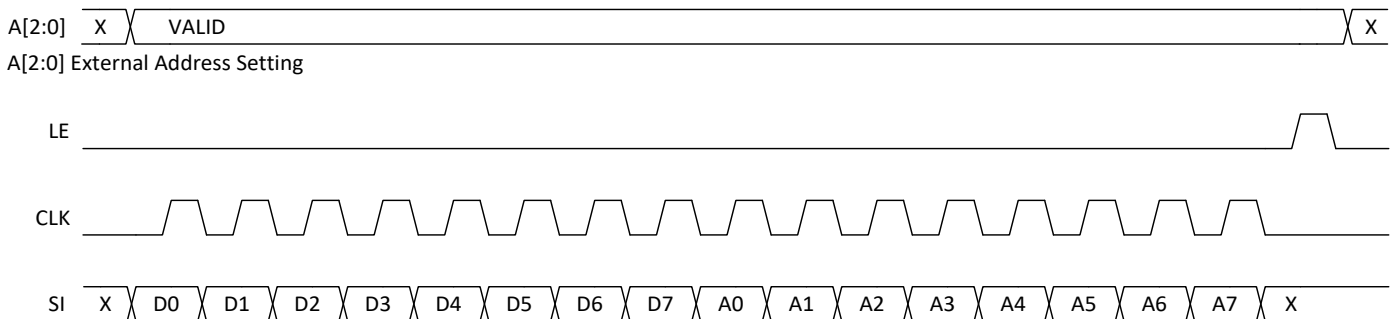 A[2:0] X VALID X
A[2:0] External Address Setting
LE
CLK
SI X D0 D1 D2 D3 D4 D5 D6 D7 A0 A1 A2 A3 A4 A5 A6 A7 X